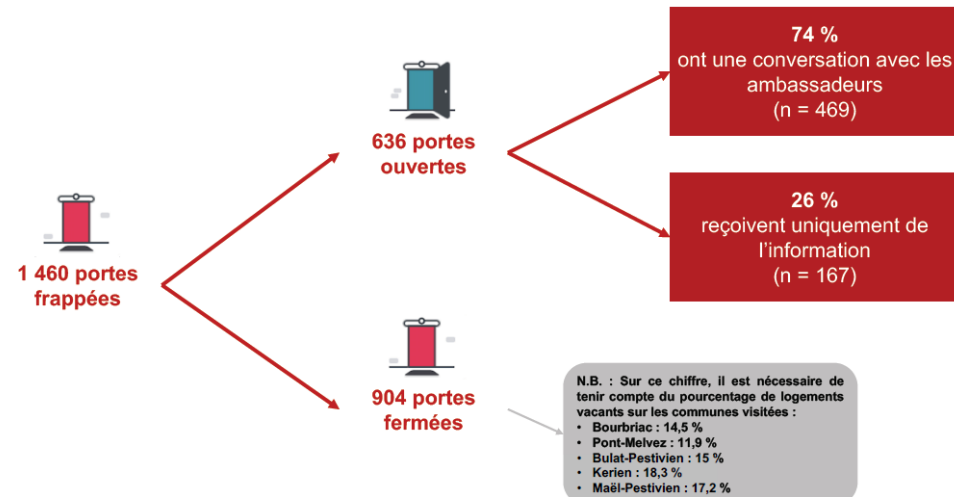 74 %
ont une conversation avec les
ambassadeurs
(n = 469)
636 portes
ouvertes
26 %
reçoivent uniquement de
l'information
(n = 167)
1 460 portes
frappées
904 portes
fermées
N.B. : Sur ce chiffre, il est nécessaire de
tenir compte du pourcentage de logements
vacants sur les communes visitées :
• Bourbriac : 14,5 %
• Pont-Melvez : 11,9 %
• Bulat-Pestivien : 15 %
• Kerien : 18,3 %
• Maël-Pestivien : 17,2 %